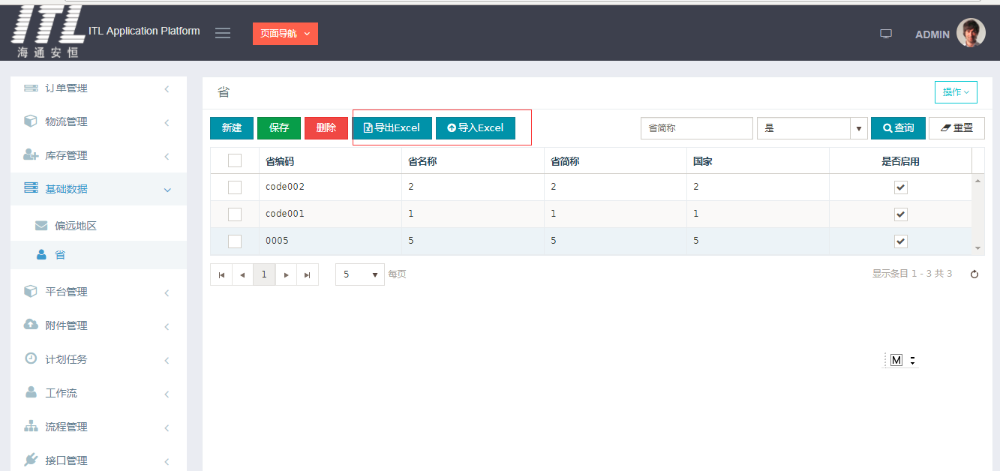 ITL
海通安恒
ITL Application Platform
页面导航
ADMIN
订单管理
物流管理
库存管理
基础数据
偏远地区
省
平台管理
附件管理
计划任务
工作流
流程管理
接口管理
省
操作
新建 保存 删除 导出Excel 导入Excel 省简称 是 查询 重置
省编码 省名称 省简称 国家 是否启用
code002 2 2 2
code001 1 1 1
0005 5 5 5
1 5 每页 显示条目 1 - 3 共 3
M